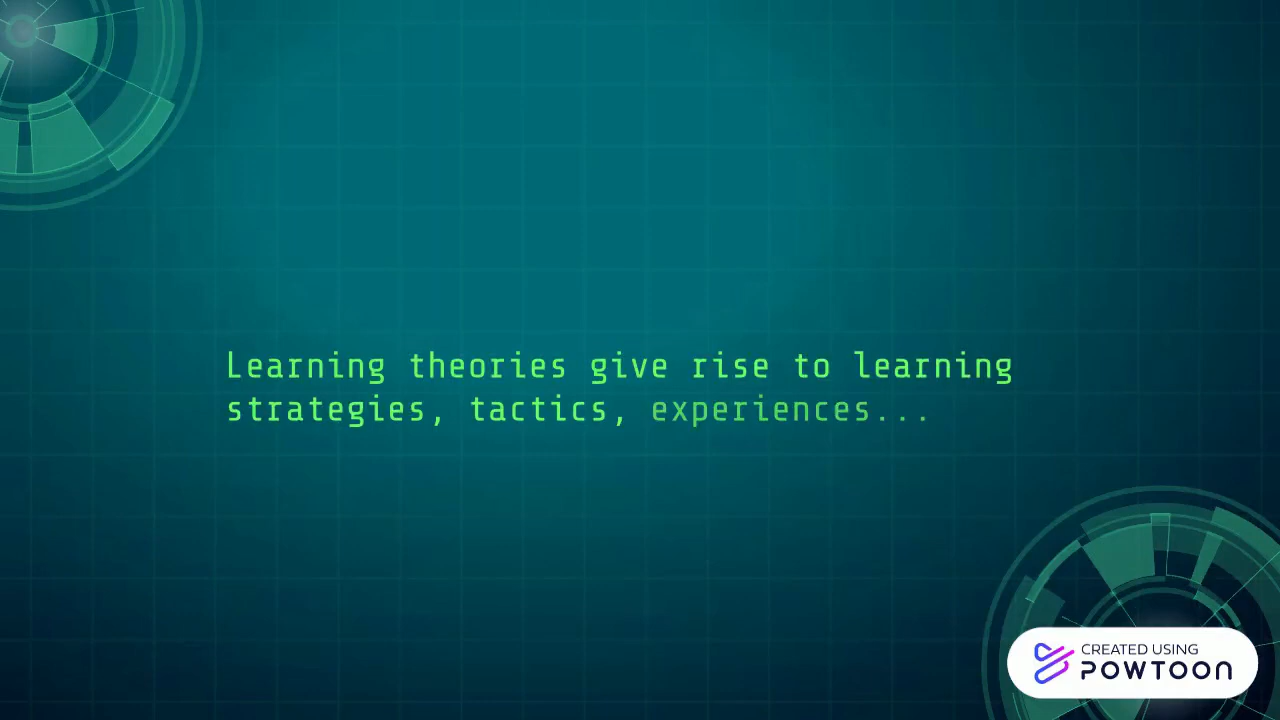 Learning theories give rise to learning
strategies, tactics, experiences...
CREATED USING
POWTOON